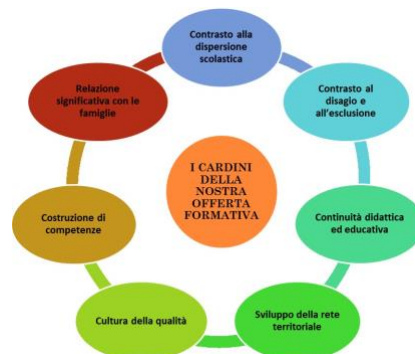 Contrasto alla
dispersione
scolastica
Contrasto al
disagio e
all'esclusione
Continuità didattica
ed educativa
Sviluppo della rete
territoriale
Cultura della qualità
Costruzione di
competenze
Relazione
significativa con le
famiglie
I CARDINI
DELLA
NOSTRA
OFFERTA
FORMATIVA